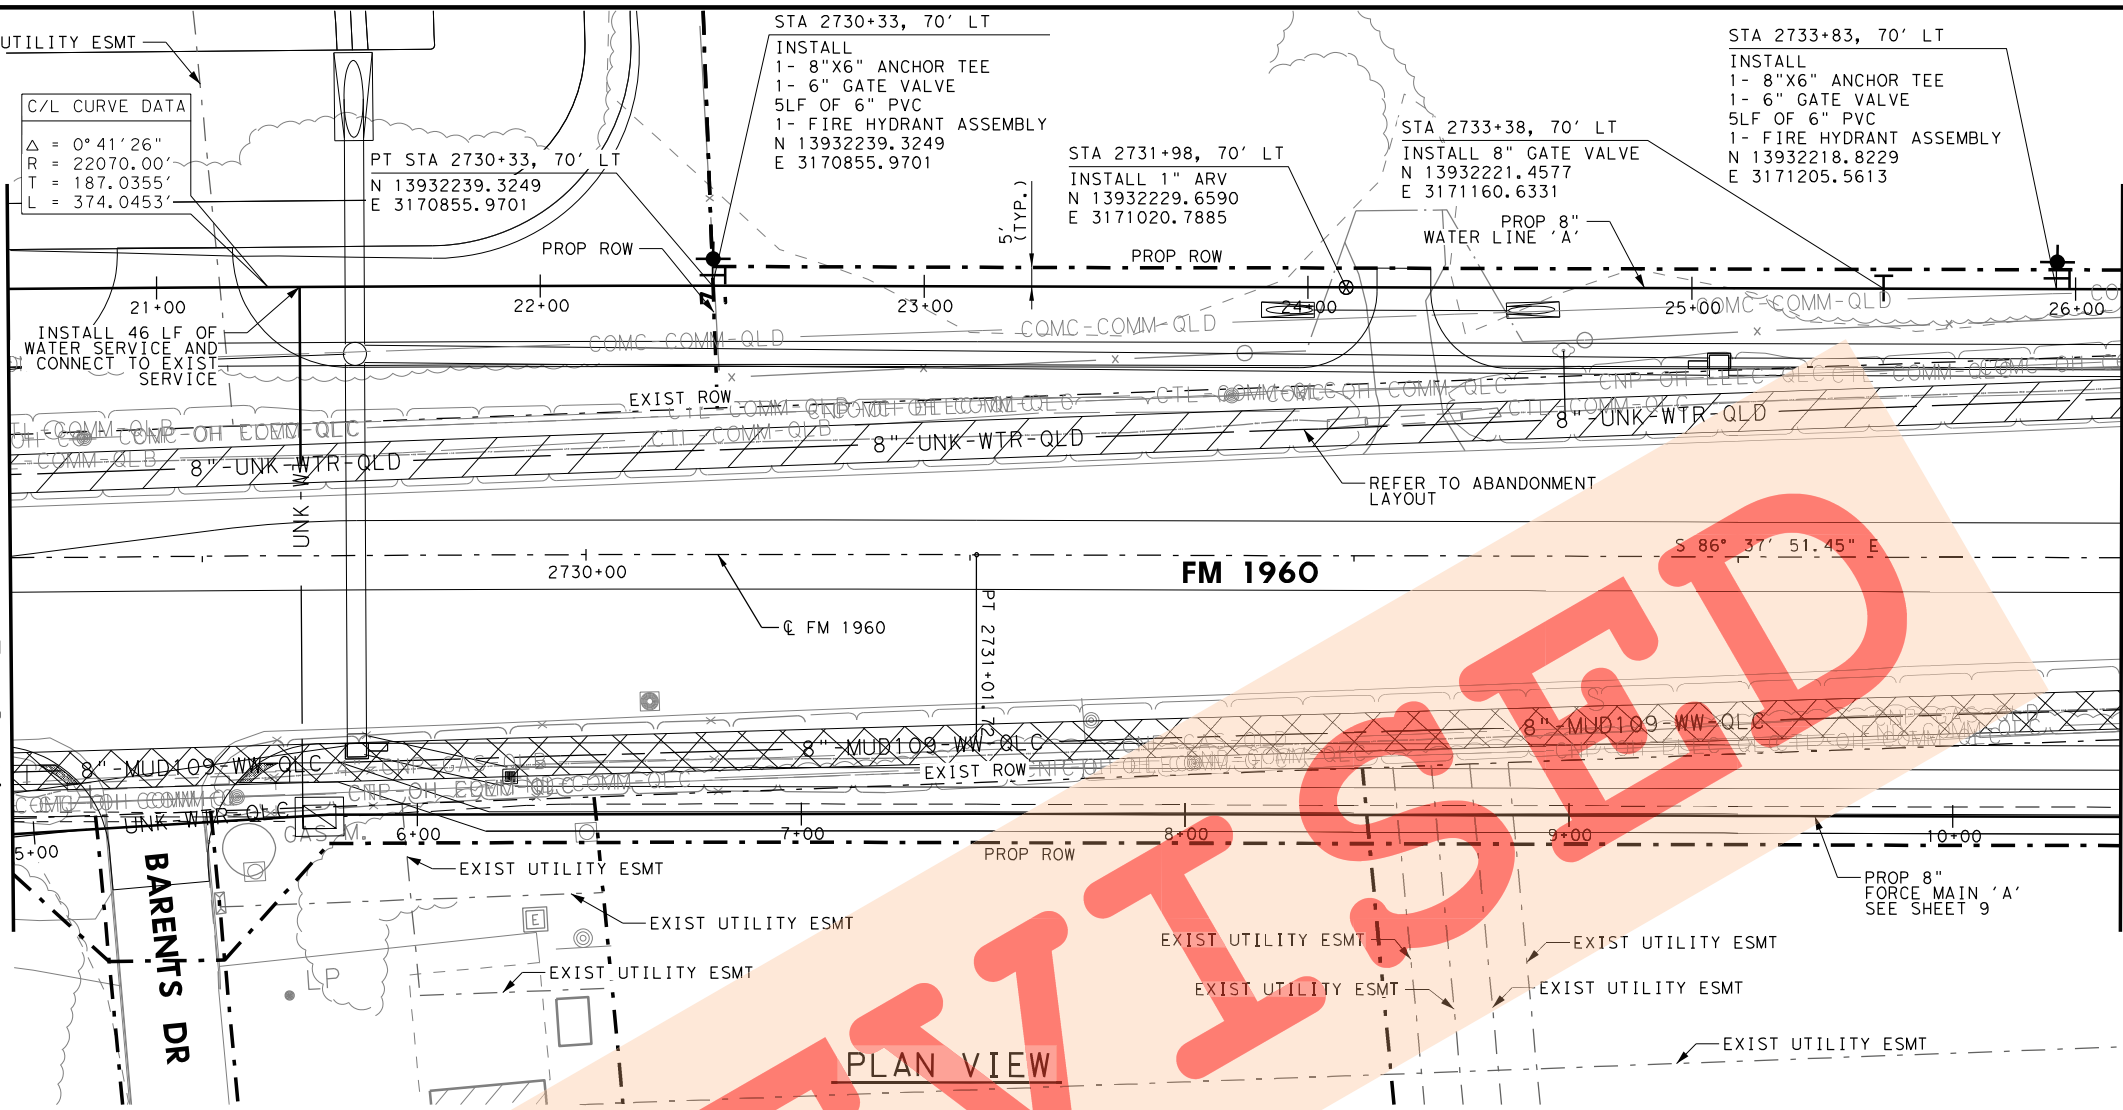 UTILITY ESMT
C/L CURVE DATA
△ = 0°41'26"
R = 22070.00'
T = 187.0355'
L = 374.0453'
PT STA 2730+33, 70' LT
N 13932239.3249
E 3170855.9701
STA 2730+33, 70' LT
INSTALL
1- 8"X6" ANCHOR TEE
1- 6" GATE VALVE
5LF OF 6" PVC
1- FIRE HYDRANT ASSEMBLY
N 13932239.3249
E 3170855.9701
STA 2731+98, 70' LT
INSTALL 1" ARV
N 13932229.6590
E 3171020.7885
STA 2733+38, 70' LT
INSTALL 8" GATE VALVE
N 13932221.4577
E 3171160.6331
STA 2733+83, 70' LT
INSTALL
1- 8"X6" ANCHOR TEE
1- 6" GATE VALVE
5LF OF 6" PVC
1- FIRE HYDRANT ASSEMBLY
N 13932218.8229
E 3171205.5613
PROP ROW
5'
(TYP.)
PROP ROW
PROP 8"
WATER LINE 'A'
21+00
22+00
23+00
24+00
25+00
26+00
INSTALL 46 LF OF
WATER SERVICE AND
CONNECT TO EXIST
SERVICE
COMC-COMM-QLD
COMC-COMM-QLD
COMC-COMM-QLD
EXIST ROW
CTL-COMM-QLB
8"-UNK-WTR-QLD
8"-UNK-WTR-QLD
8"-UNK-WTR-QLD
UNK-W
REFER TO ABANDONMENT
LAYOUT
S 86° 37' 51.45" E
2730+00
FM 1960
℄ FM 1960
PT 2731+01.72
8"-MUD109-WW-QLC
8"-MUD109-WW-QLC
8"-MUD109-WW-QLC
EXIST ROW
UNK-WTR-QLC
GAS M.
5+00
6+00
7+00
8+00
9+00
10+00
PROP ROW
BARENTS DR
EXIST UTILITY ESMT
EXIST UTILITY ESMT
EXIST UTILITY ESMT
E
LP
PROP 8"
FORCE MAIN 'A'
SEE SHEET 9
EXIST UTILITY ESMT
EXIST UTILITY ESMT
EXIST UTILITY ESMT
EXIST UTILITY ESMT
EXIST UTILITY ESMT
PLAN VIEW
VISED